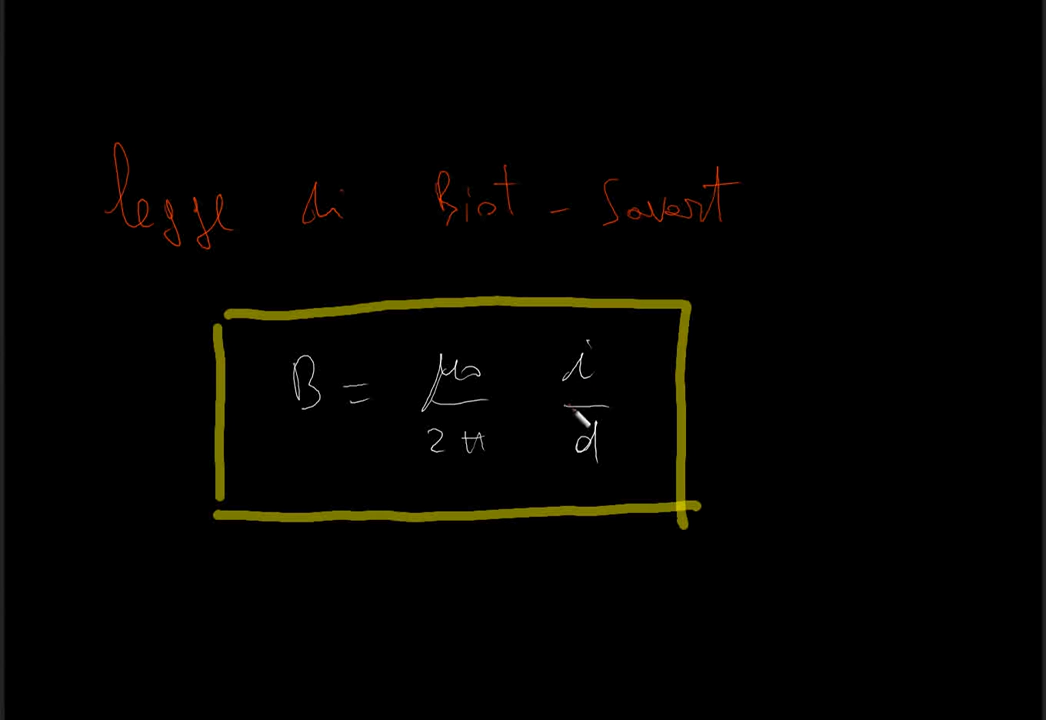 legge di Biot - Savart
B = μ₀/2π i/d